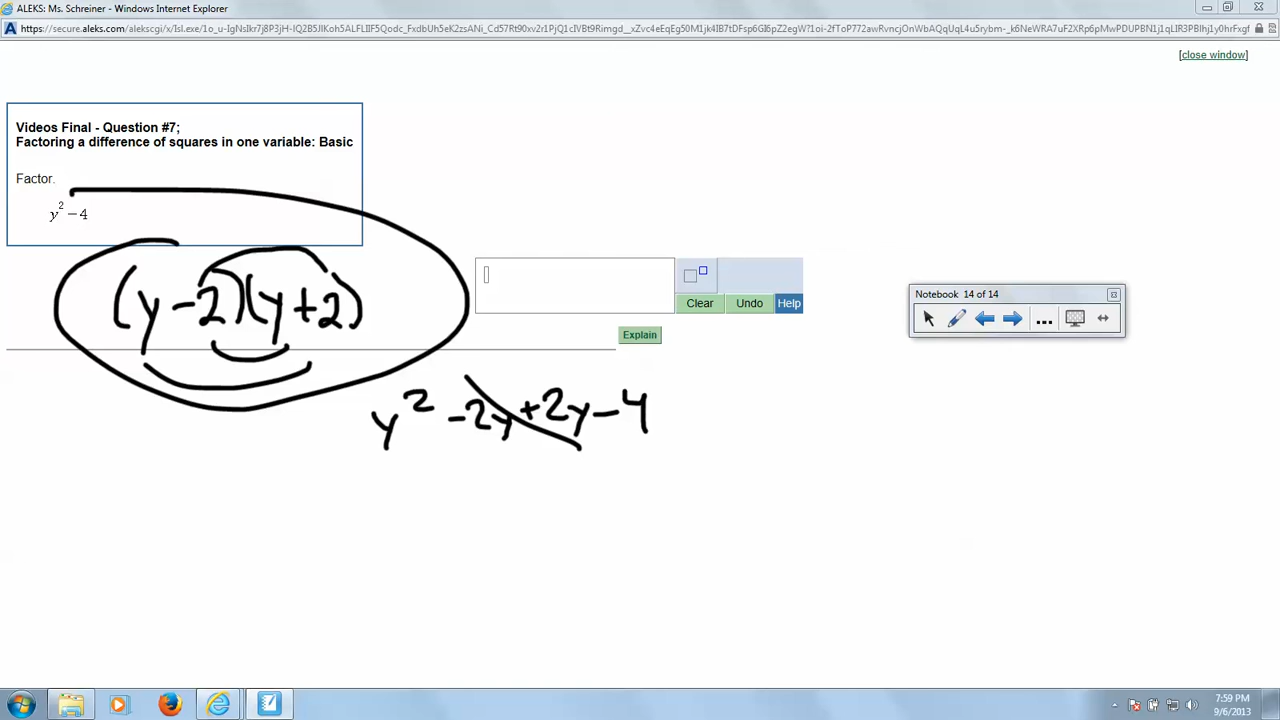 ALEKS: Ms. Schreiner - Windows Internet Explorer
[close window]
Videos Final - Question #7;
Factoring a difference of squares in one variable: Basic
Factor.
y² − 4
(y − 2)(y + 2)
Clear Undo Help
Explain
Notebook 14 of 14
y² − 2y + 2y − 4
7:59 PM
9/6/2013